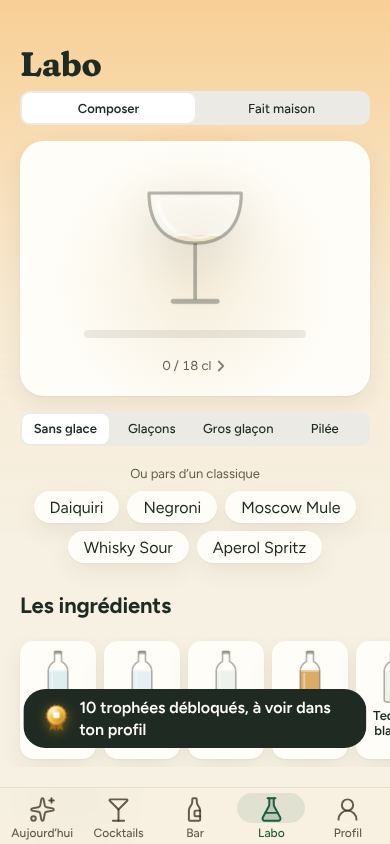 Labo
Composer
Fait maison
0 / 18 cl
Sans glace
Glaçons
Gros glaçon
Pilée
Ou pars d’un classique
Daiquiri
Negroni
Moscow Mule
Whisky Sour
Aperol Spritz
Les ingrédients
10 trophées débloqués, à voir dans
ton profil
Aujourd’hui
Cocktails
Bar
Labo
Profil